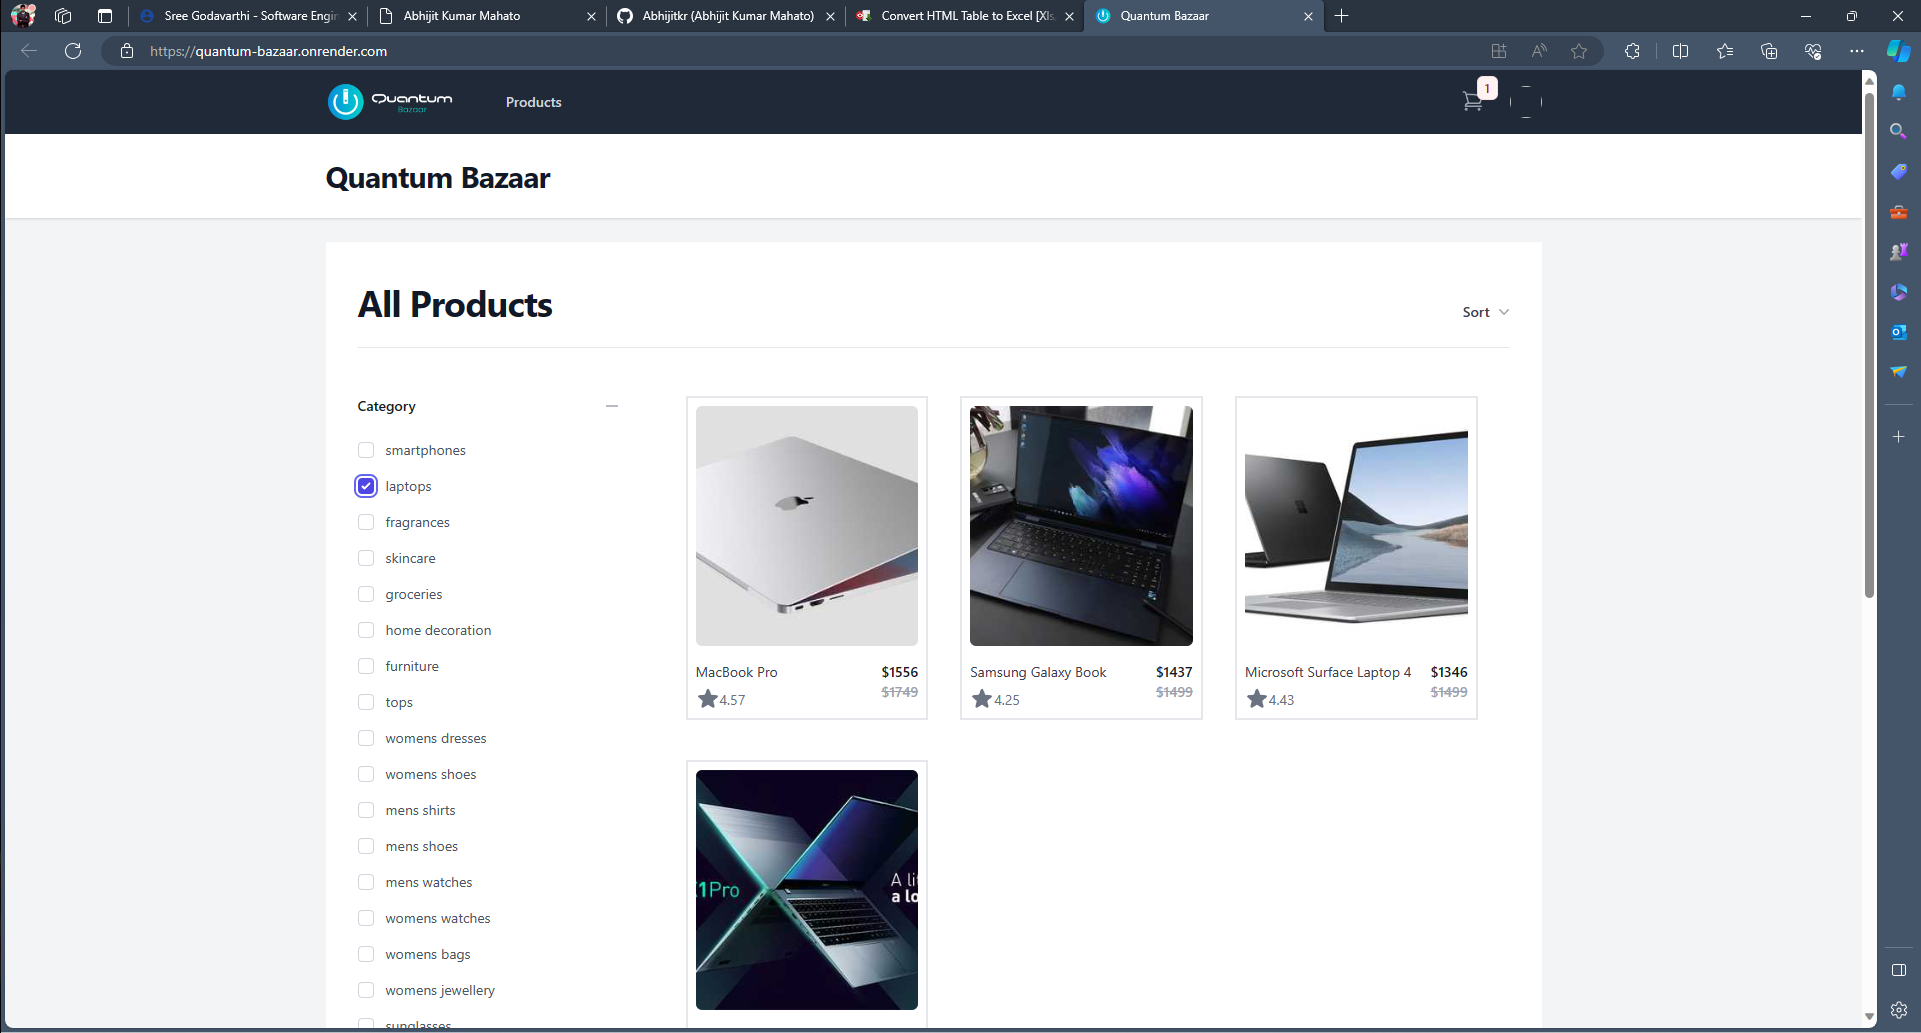 Sree Godavarthi - Software Engin
Abhijit Kumar Mahato
Abhijitkr (Abhijit Kumar Mahato)
Convert HTML Table to Excel [Xls,
Quantum Bazaar
https://quantum-bazaar.onrender.com
Quantum
Bazaar
Products
1
Quantum Bazaar
All Products
Sort
Category
smartphones
laptops
fragrances
skincare
groceries
home decoration
furniture
tops
womens dresses
womens shoes
mens shirts
mens shoes
mens watches
womens watches
womens bags
womens jewellery
sunglasses
MacBook Pro
$1556
$1749
4.57
Samsung Galaxy Book
$1437
$1499
4.25
Microsoft Surface Laptop 4
$1346
$1499
4.43
1Pro
A lit
a lo